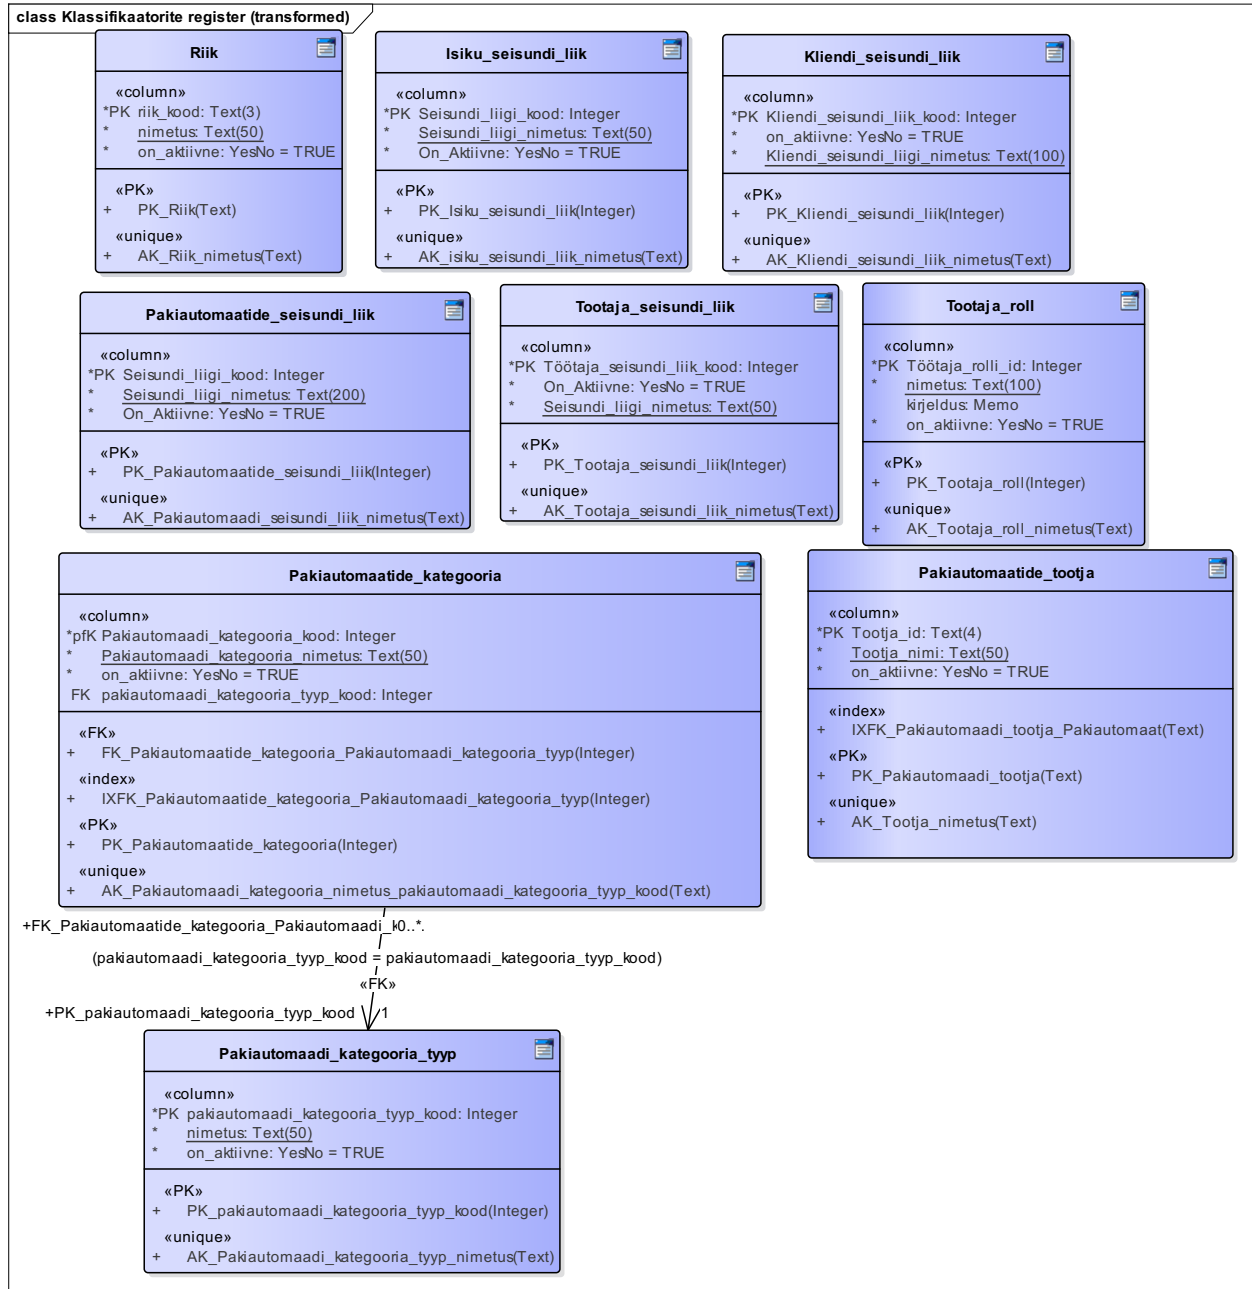 class Klassifikaatorite register (transformed)
Riik
«column»
*PK riik_kood: Text(3)
* nimetus: Text(50)
* on_aktiivne: YesNo = TRUE
«PK»
+ PK_Riik(Text)
«unique»
+ AK_Riik_nimetus(Text)
Isiku_seisundi_liik
«column»
*PK Seisundi_liigi_kood: Integer
* Seisundi_liigi_nimetus: Text(50)
* On_Aktiivne: YesNo = TRUE
«PK»
+ PK_Isiku_seisundi_liik(Integer)
«unique»
+ AK_isiku_seisundi_liik_nimetus(Text)
Kliendi_seisundi_liik
«column»
*PK Kliendi_seisundi_liik_kood: Integer
* on_aktiivne: YesNo = TRUE
* Kliendi_seisundi_liigi_nimetus: Text(100)
«PK»
+ PK_Kliendi_seisundi_liik(Integer)
«unique»
+ AK_Kliendi_seisundi_liik_nimetus(Text)
Pakiautomaatide_seisundi_liik
«column»
*PK Seisundi_liigi_kood: Integer
* Seisundi_liigi_nimetus: Text(200)
* On_Aktiivne: YesNo = TRUE
«PK»
+ PK_Pakiautomaatide_seisundi_liik(Integer)
«unique»
+ AK_Pakiautomaadi_seisundi_liik_nimetus(Text)
Tootaja_seisundi_liik
«column»
*PK Töötaja_seisundi_liik_kood: Integer
* On_Aktiivne: YesNo = TRUE
* Seisundi_liigi_nimetus: Text(50)
«PK»
+ PK_Tootaja_seisundi_liik(Integer)
«unique»
+ AK_Tootaja_seisundi_liik_nimetus(Text)
Tootaja_roll
«column»
*PK Töötaja_rolli_id: Integer
* nimetus: Text(100)
kirjeldus: Memo
* on_aktiivne: YesNo = TRUE
«PK»
+ PK_Tootaja_roll(Integer)
«unique»
+ AK_Tootaja_roll_nimetus(Text)
Pakiautomaatide_kategooria
«column»
*pfK Pakiautomaadi_kategooria_kood: Integer
* Pakiautomaadi_kategooria_nimetus: Text(50)
* on_aktiivne: YesNo = TRUE
FK pakiautomaadi_kategooria_tyyp_kood: Integer
«FK»
+ FK_Pakiautomaatide_kategooria_Pakiautomaadi_kategooria_tyyp(Integer)
«index»
+ IXFK_Pakiautomaatide_kategooria_Pakiautomaadi_kategooria_tyyp(Integer)
«PK»
+ PK_Pakiautomaatide_kategooria(Integer)
«unique»
+ AK_Pakiautomaadi_kategooria_nimetus_pakiautomaadi_kategooria_tyyp_kood(Text)
Pakiautomaatide_tootja
«column»
*PK Tootja_id: Text(4)
* Tootja_nimi: Text(50)
* on_aktiivne: YesNo = TRUE
«index»
+ IXFK_Pakiautomaadi_tootja_Pakiautomaat(Text)
«PK»
+ PK_Pakiautomaadi_tootja(Text)
«unique»
+ AK_Tootja_nimetus(Text)
+FK_Pakiautomaatide_kategooria_Pakiautomaadi_k0..*.
(pakiautomaadi_kategooria_tyyp_kood = pakiautomaadi_kategooria_tyyp_kood)
«FK»
+PK_pakiautomaadi_kategooria_tyyp_kood 1
Pakiautomaadi_kategooria_tyyp
«column»
*PK pakiautomaadi_kategooria_tyyp_kood: Integer
* nimetus: Text(50)
* on_aktiivne: YesNo = TRUE
«PK»
+ PK_pakiautomaadi_kategooria_tyyp_kood(Integer)
«unique»
+ AK_Pakiautomaadi_kategooria_tyyp_nimetus(Text)